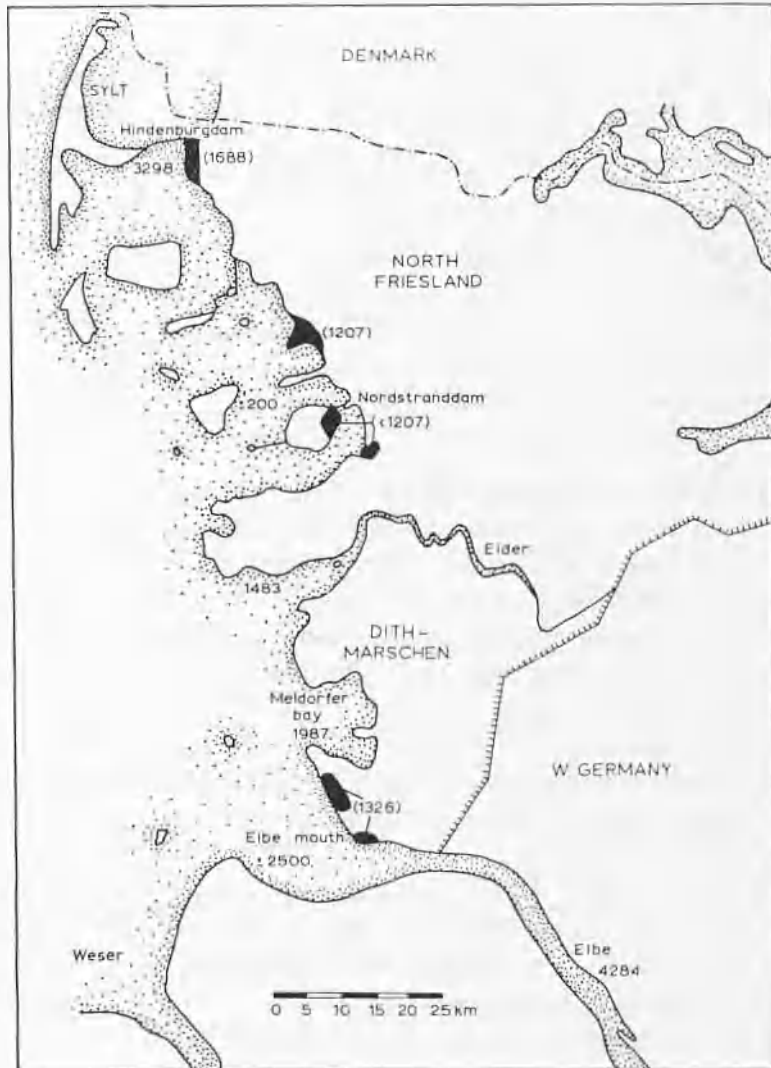 DENMARK
SYLT
Hindenburgdam
3298
(1688)
NORTH
FRIESLAND
(1207)
Nordstranddam
200
(<1207)
Eider
1483
DITH-
MARSCHEN
Meldorfer
bay
1987
W. GERMANY
(1326)
Elbe mouth
± 2500
Weser
Elbe
4284
0 5 10 15 20 25 km